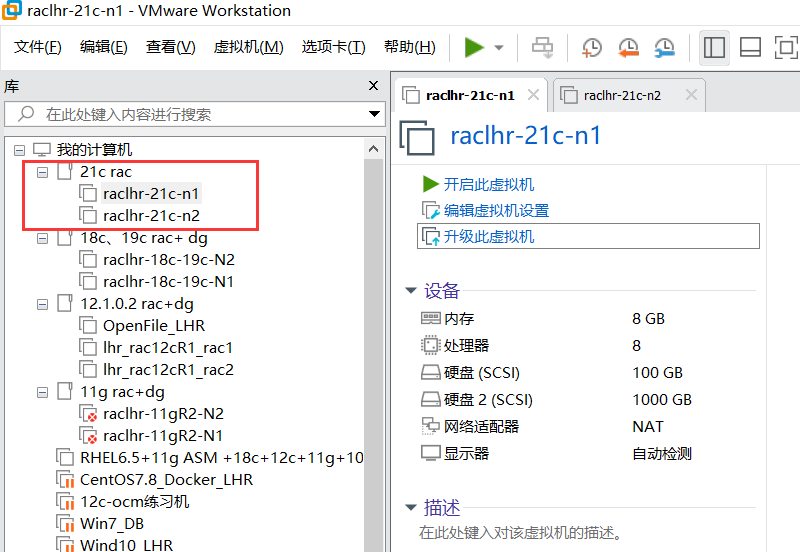 raclhr-21c-n1 - VMware Workstation
文件(F) 编辑(E) 查看(V) 虚拟机(M) 选项卡(T) 帮助(H)
库
在此处键入内容进行搜索
我的计算机
21c rac
raclhr-21c-n1
raclhr-21c-n2
18c、19c rac+ dg
raclhr-18c-19c-N2
raclhr-18c-19c-N1
12.1.0.2 rac+dg
OpenFile_LHR
lhr_rac12cR1_rac1
lhr_rac12cR1_rac2
11g rac+dg
raclhr-11gR2-N2
raclhr-11gR2-N1
RHEL6.5+11g ASM +18c+12c+11g+10
CentOS7.8_Docker_LHR
12c-ocm练习机
Win7_DB
Wind10_LHR
raclhr-21c-n1 raclhr-21c-n2
raclhr-21c-n1
开启此虚拟机
编辑虚拟机设置
升级此虚拟机
设备
内存 8 GB
处理器 8
硬盘 (SCSI) 100 GB
硬盘 2 (SCSI) 1000 GB
网络适配器 NAT
显示器 自动检测
描述
在此处键入对该虚拟机的描述。